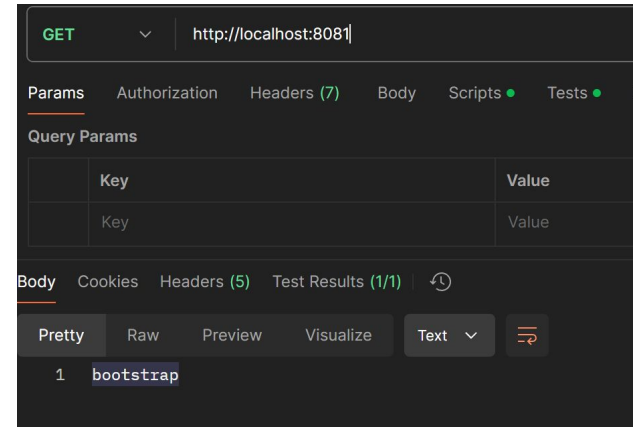 GET http://localhost:8081
Params Authorization Headers (7) Body Scripts Tests
Query Params
Key Value
Key Value
Body Cookies Headers (5) Test Results (1/1)
Pretty Raw Preview Visualize Text
1 bootstrap